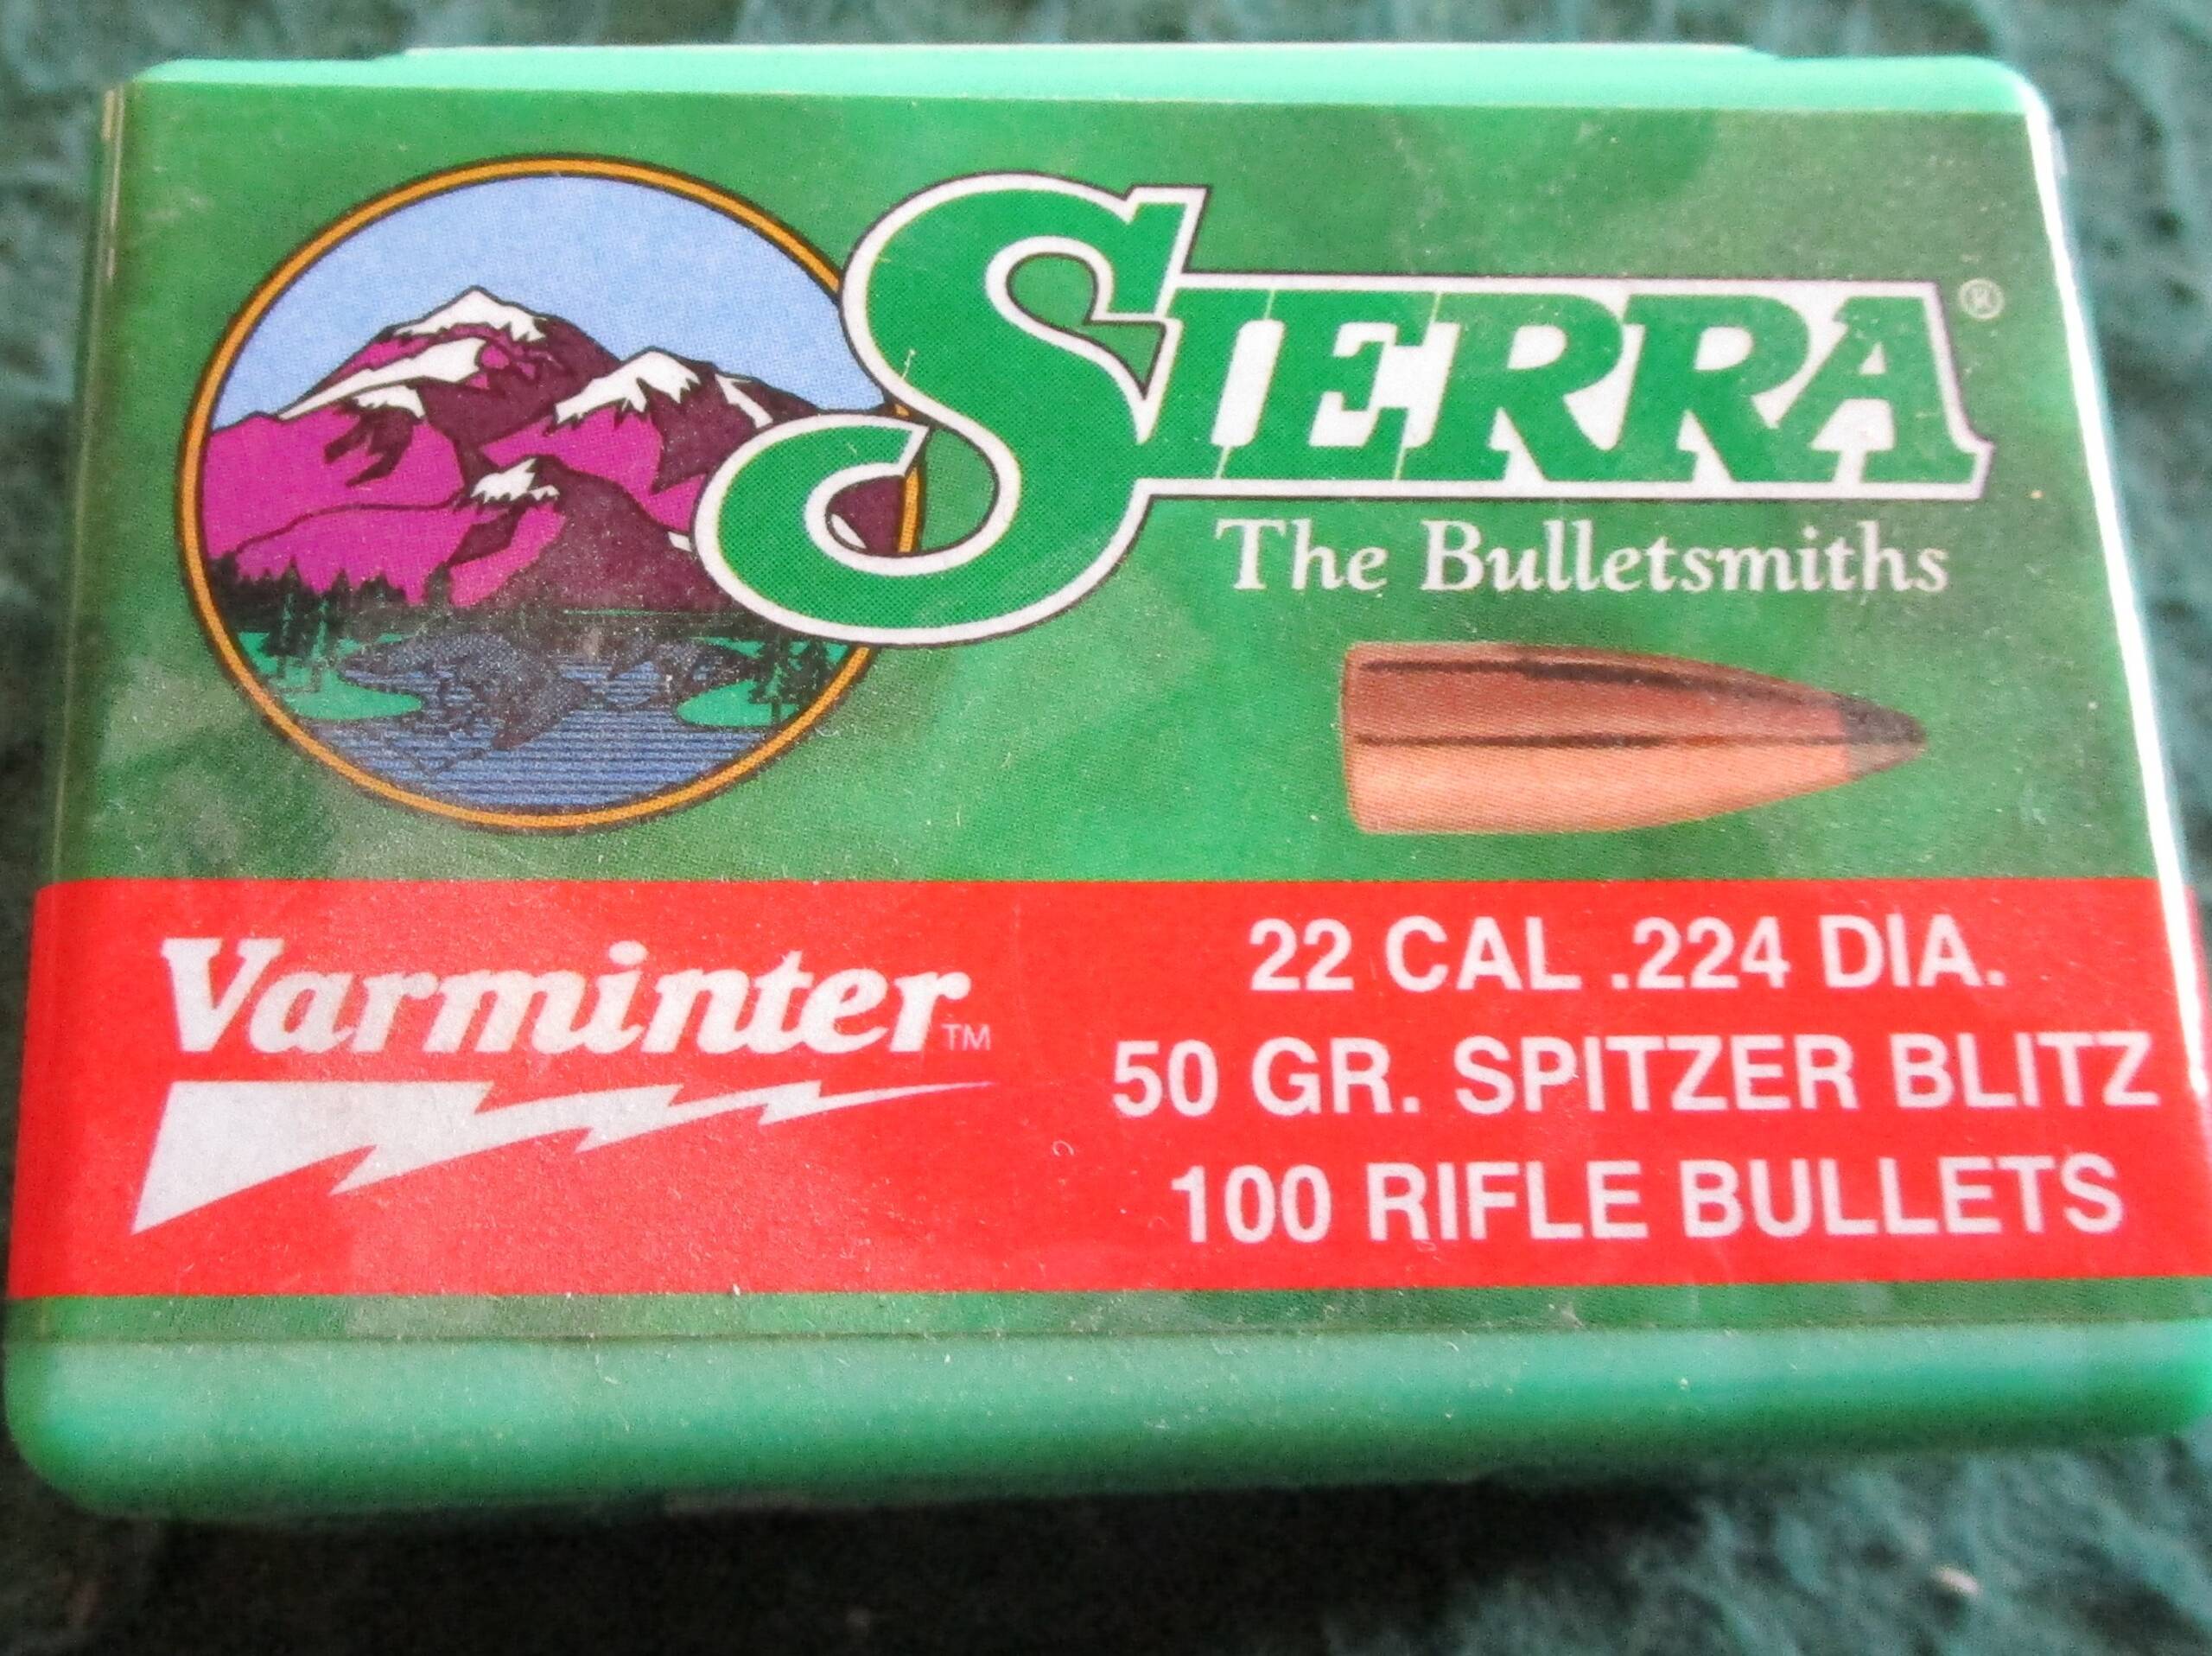 SIERRA®
The Bulletsmiths
Varminter™
22 CAL .224 DIA.
50 GR. SPITZER BLITZ
100 RIFLE BULLETS